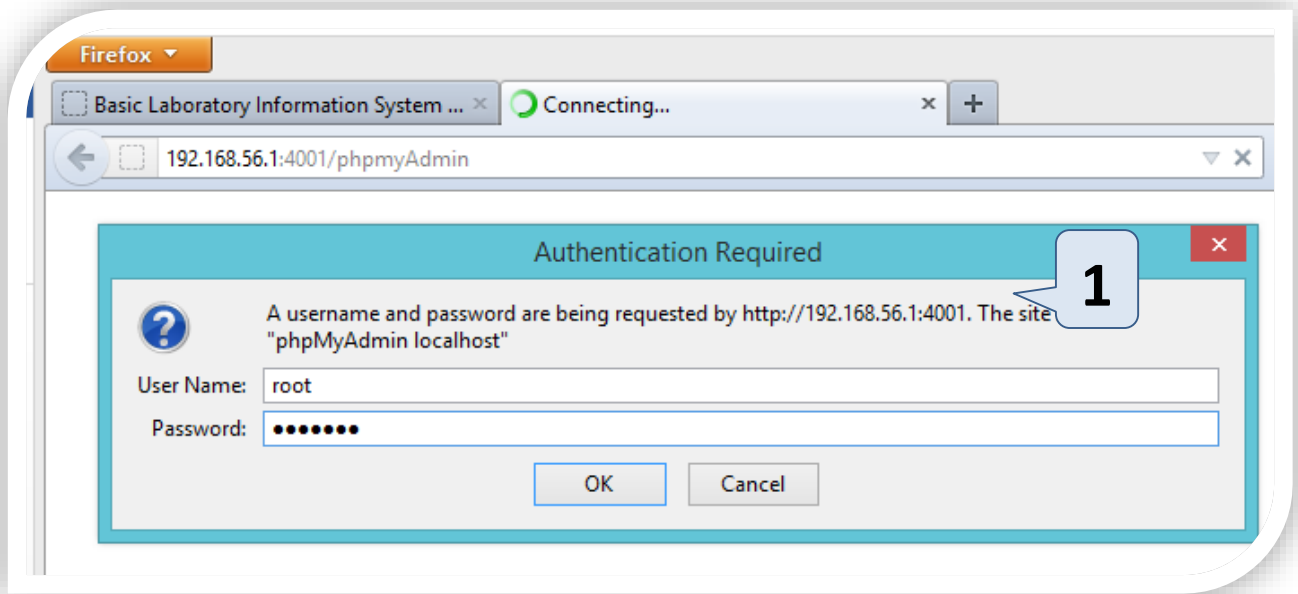 Firefox
Basic Laboratory Information System ...
Connecting...
192.168.56.1:4001/phpmyAdmin
Authentication Required
1
A username and password are being requested by http://192.168.56.1:4001. The site
"phpMyAdmin localhost"
User Name: root
Password: •••••••
OK Cancel